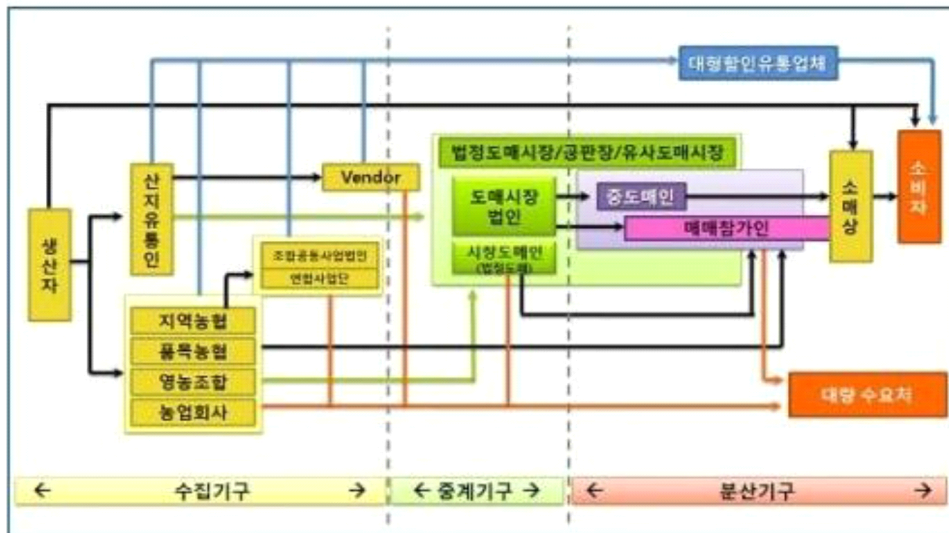 대형할인유통업체
법정도매시장/공판장/유사도매시장
산지유통인
Vendor
도매시장
법인
중도매인
매매참가인
소매상
소비자
생산자
조합공동사업법인
연합사업단
시장도매인
(법정도매)
지역농협
품목농협
영농조합
농업회사
대량 수요처
← 수집기구 →
← 중계기구 →
← 분산기구 →